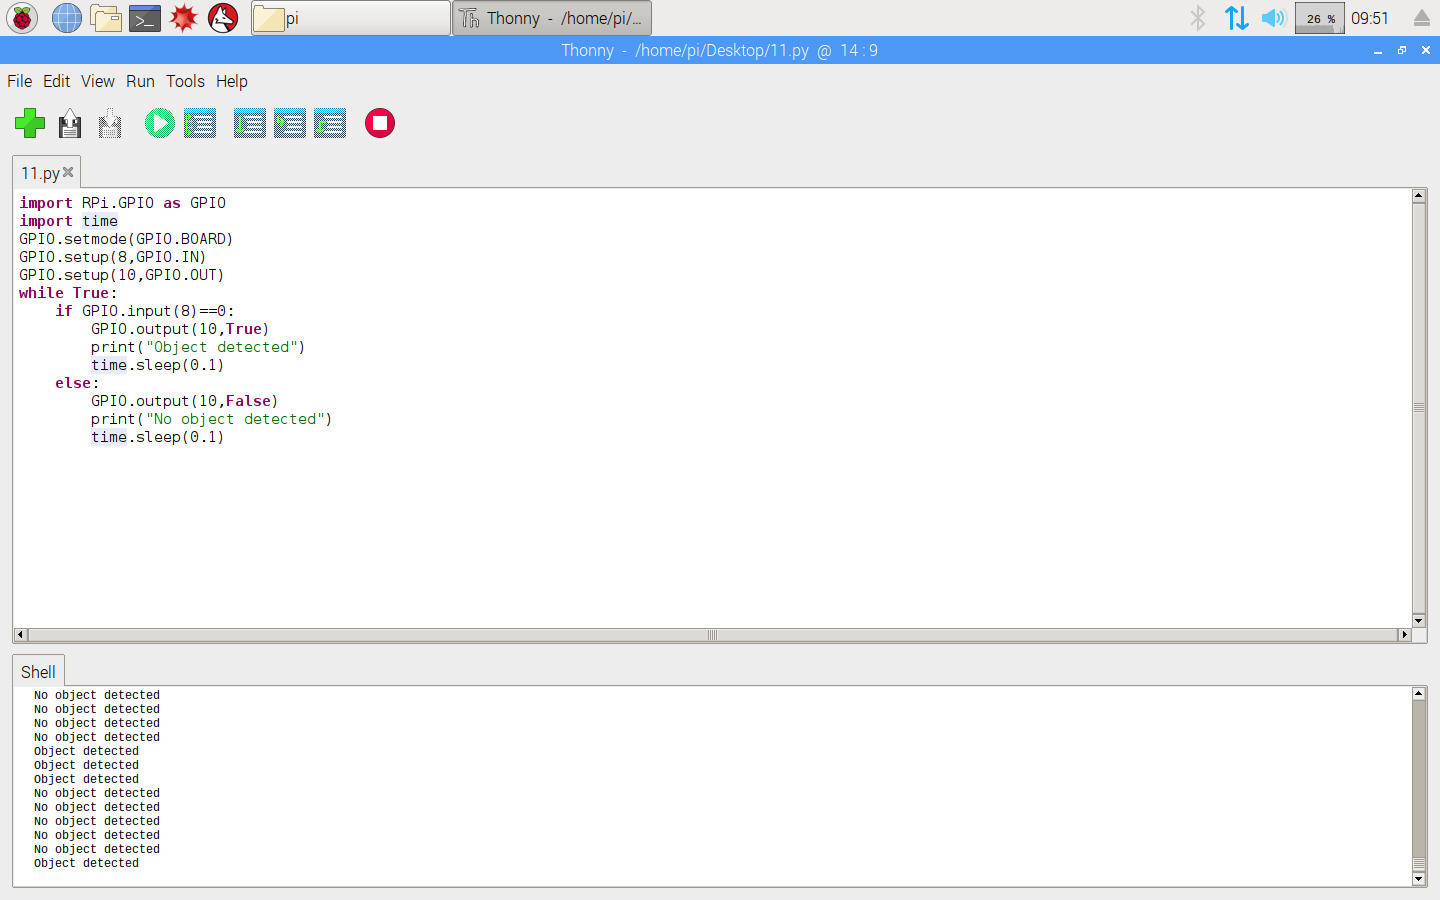 pi
Thonny - /home/pi/...
26 %
09:51
Thonny - /home/pi/Desktop/11.py @ 14 : 9
File Edit View Run Tools Help
11.py
import RPi.GPIO as GPIO
import time
GPIO.setmode(GPIO.BOARD)
GPIO.setup(8,GPIO.IN)
GPIO.setup(10,GPIO.OUT)
while True:
    if GPIO.input(8)==0:
        GPIO.output(10,True)
        print("Object detected")
        time.sleep(0.1)
    else:
        GPIO.output(10,False)
        print("No object detected")
        time.sleep(0.1)
Shell
No object detected
No object detected
No object detected
No object detected
Object detected
Object detected
Object detected
No object detected
No object detected
No object detected
No object detected
No object detected
Object detected